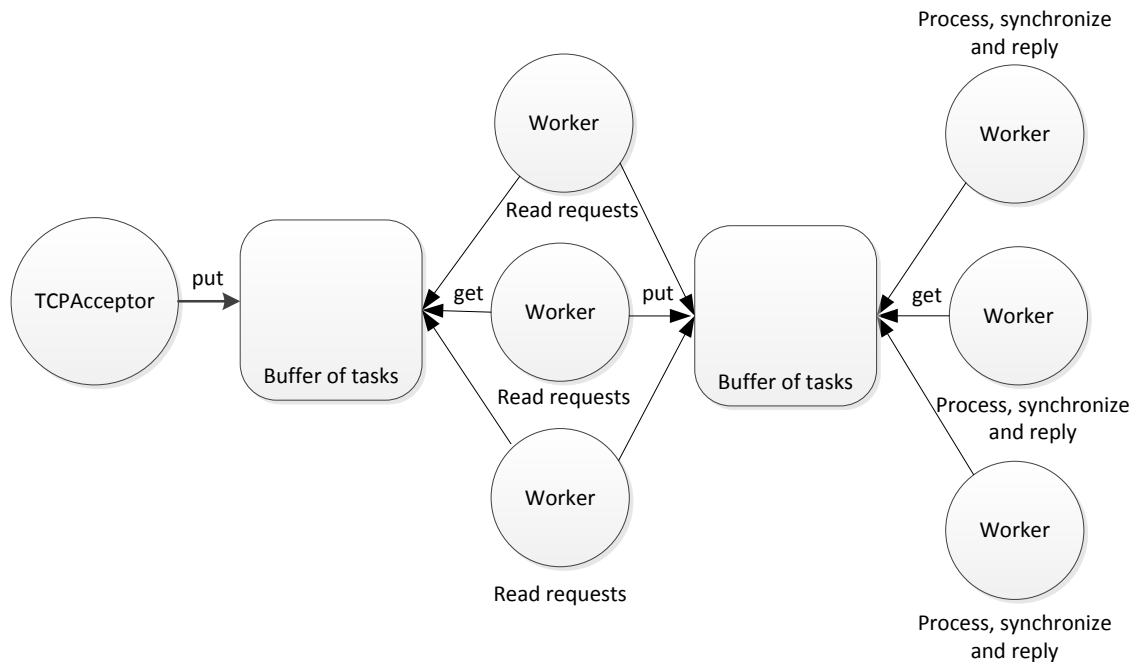 Process, synchronize
and reply
Worker
Worker
Read requests
put
TCPAcceptor
get
Worker
put
get
Worker
Buffer of tasks
Buffer of tasks
Read requests
Process, synchronize
and reply
Worker
Worker
Read requests
Process, synchronize
and reply